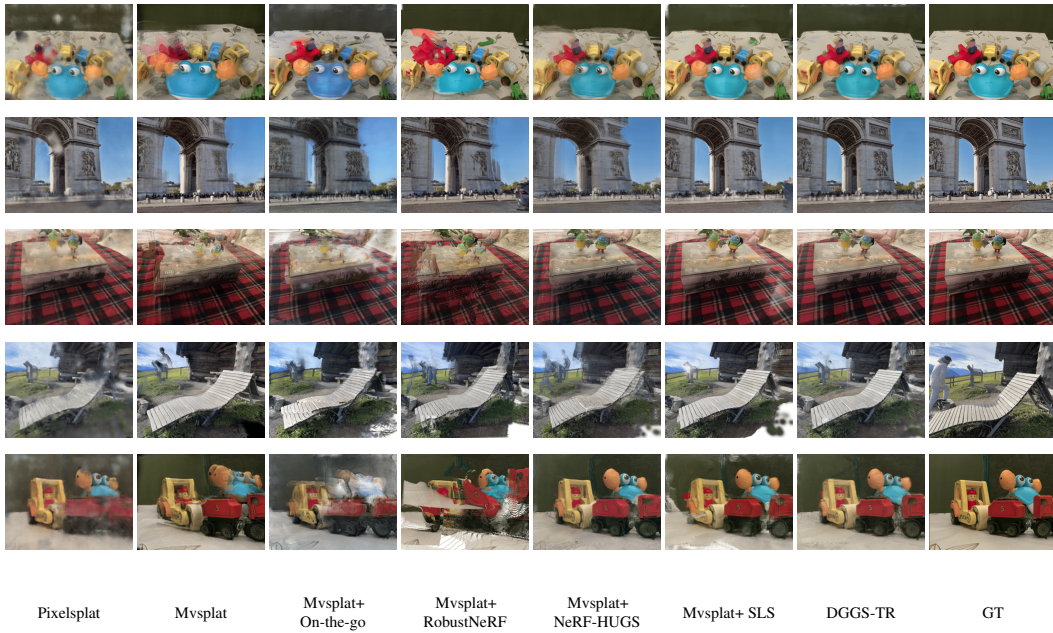 Pixelsplat
Mvsplat
Mvsplat+
On-the-go
Mvsplat+
RobustNeRF
Mvsplat+
NeRF-HUGS
Mvsplat+ SLS
DGGS-TR
GT